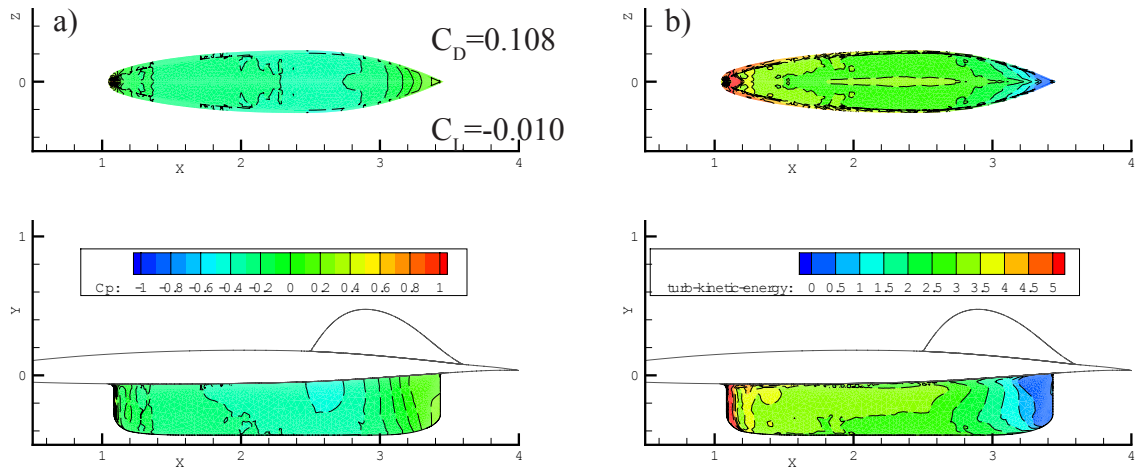 a)
C_D=0.108
C_L=-0.010
Z
0
1 2 3 4
X
b)
Z
0
1 2 3 4
X
1
Cp: -1 -0.8 -0.6 -0.4 -0.2 0 0.2 0.4 0.6 0.8 1
Y
0
1 2 3 4
X
1
turb-kinetic-energy: 0 0.5 1 1.5 2 2.5 3 3.5 4 4.5 5
Y
0
1 2 3 4
X